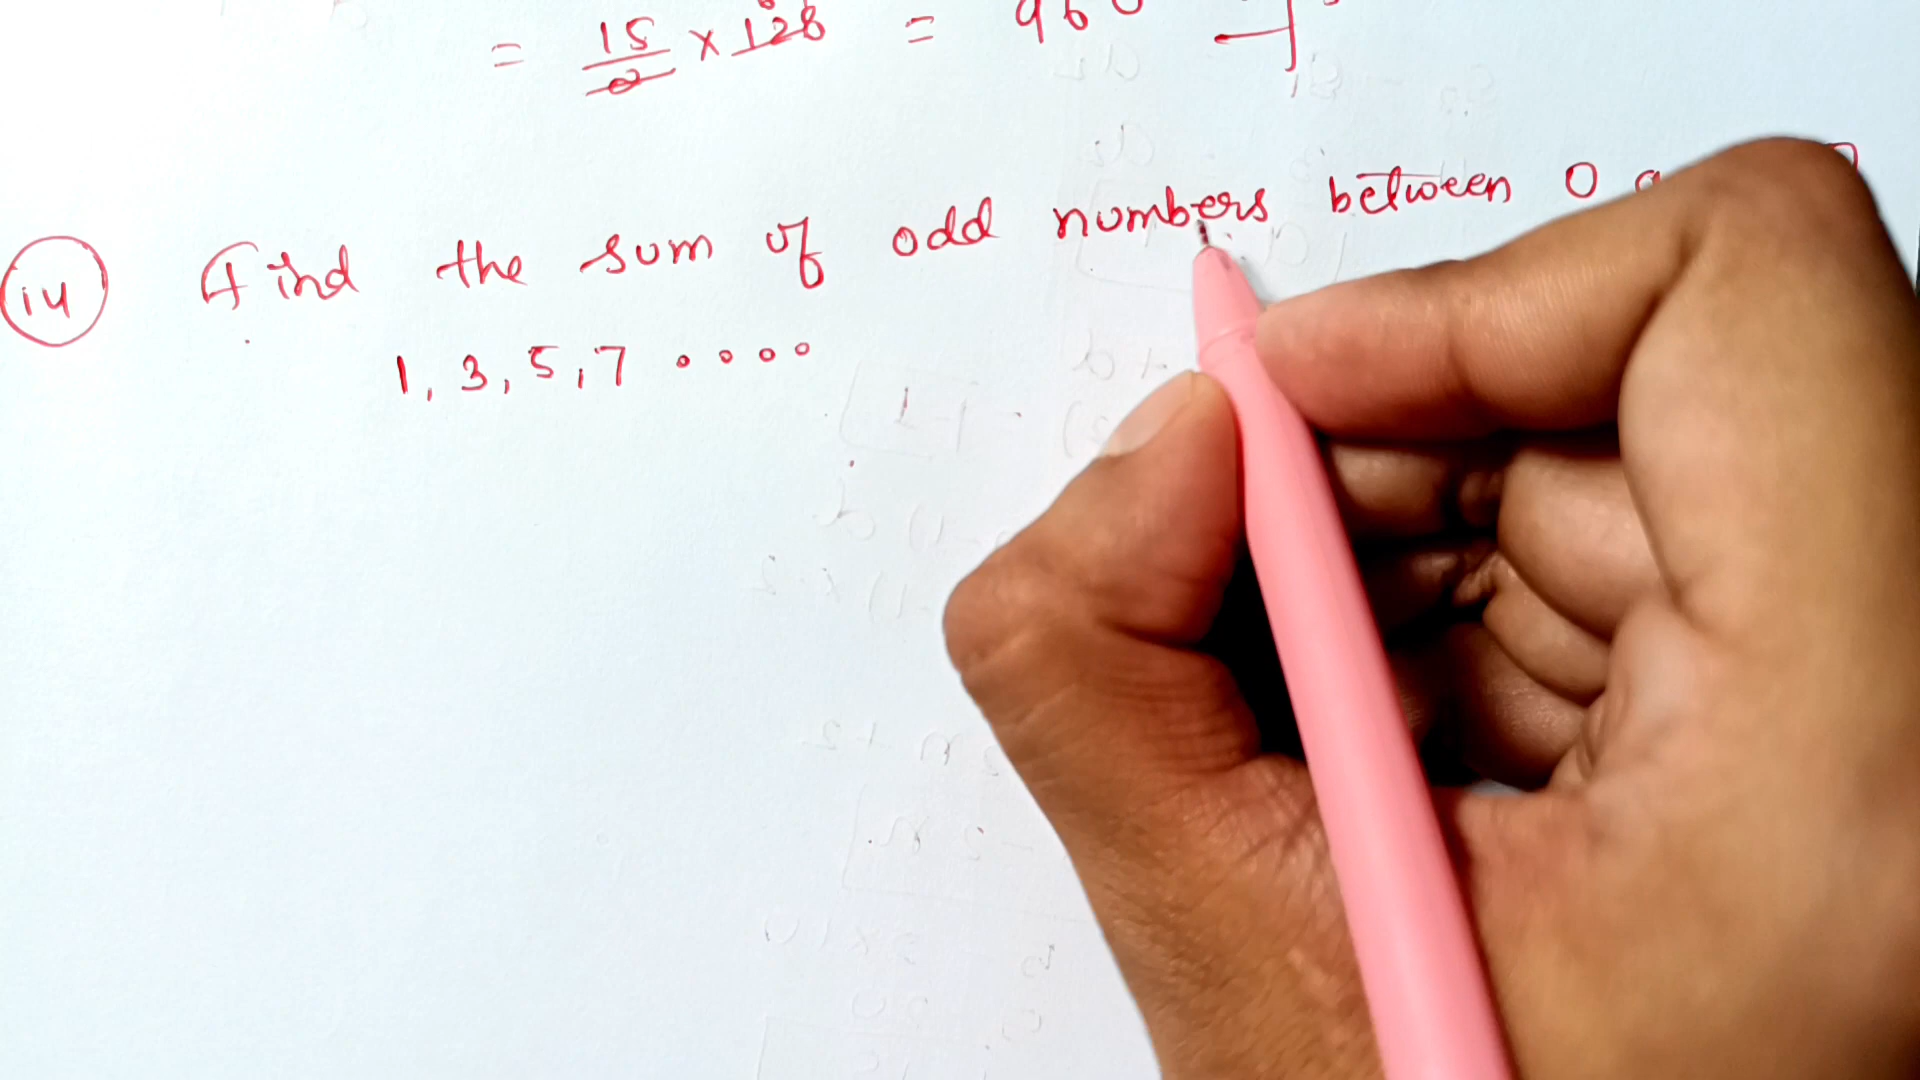 = 15/2 × 128 = 960
14 Find the sum of odd numbers between 0
1, 3, 5, 7 ....